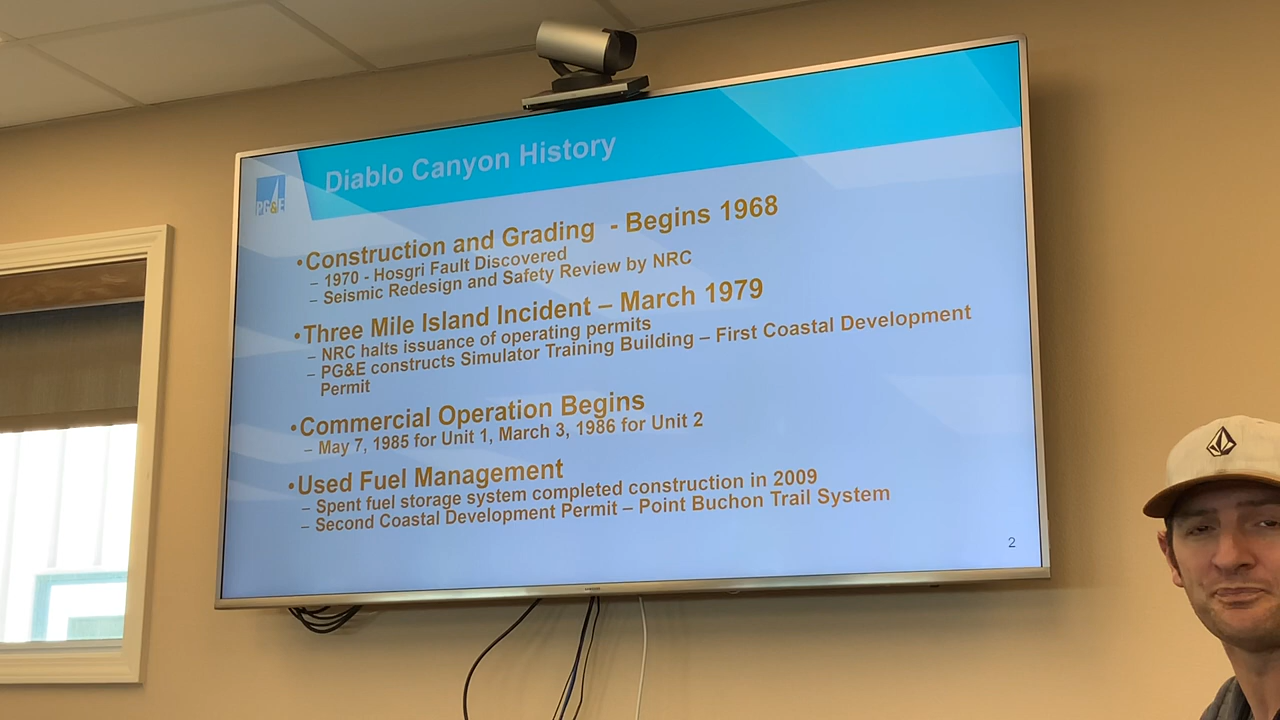 Diablo Canyon History
PG&E
•Construction and Grading - Begins 1968
– 1970 - Hosgri Fault Discovered
– Seismic Redesign and Safety Review by NRC
•Three Mile Island Incident – March 1979
– NRC halts issuance of operating permits
– PG&E constructs Simulator Training Building – First Coastal Development
Permit
•Commercial Operation Begins
– May 7, 1985 for Unit 1, March 3, 1986 for Unit 2
•Used Fuel Management
– Spent fuel storage system completed construction in 2009
– Second Coastal Development Permit – Point Buchon Trail System
2
SAMSUNG